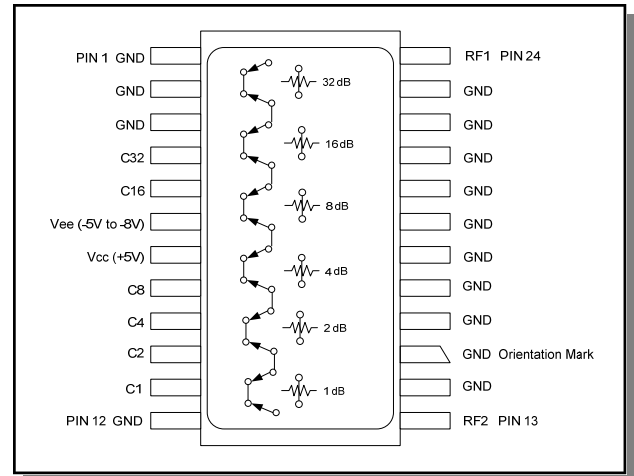 PIN 1 GND
GND
GND
C32
C16
Vee (-5V to -8V)
Vcc (+5V)
C8
C4
C2
C1
PIN 12 GND
32 dB
16 dB
8 dB
4 dB
2 dB
1 dB
RF1 PIN 24
GND
GND
GND
GND
GND
GND
GND
GND
GND Orientation Mark
GND
RF2 PIN 13